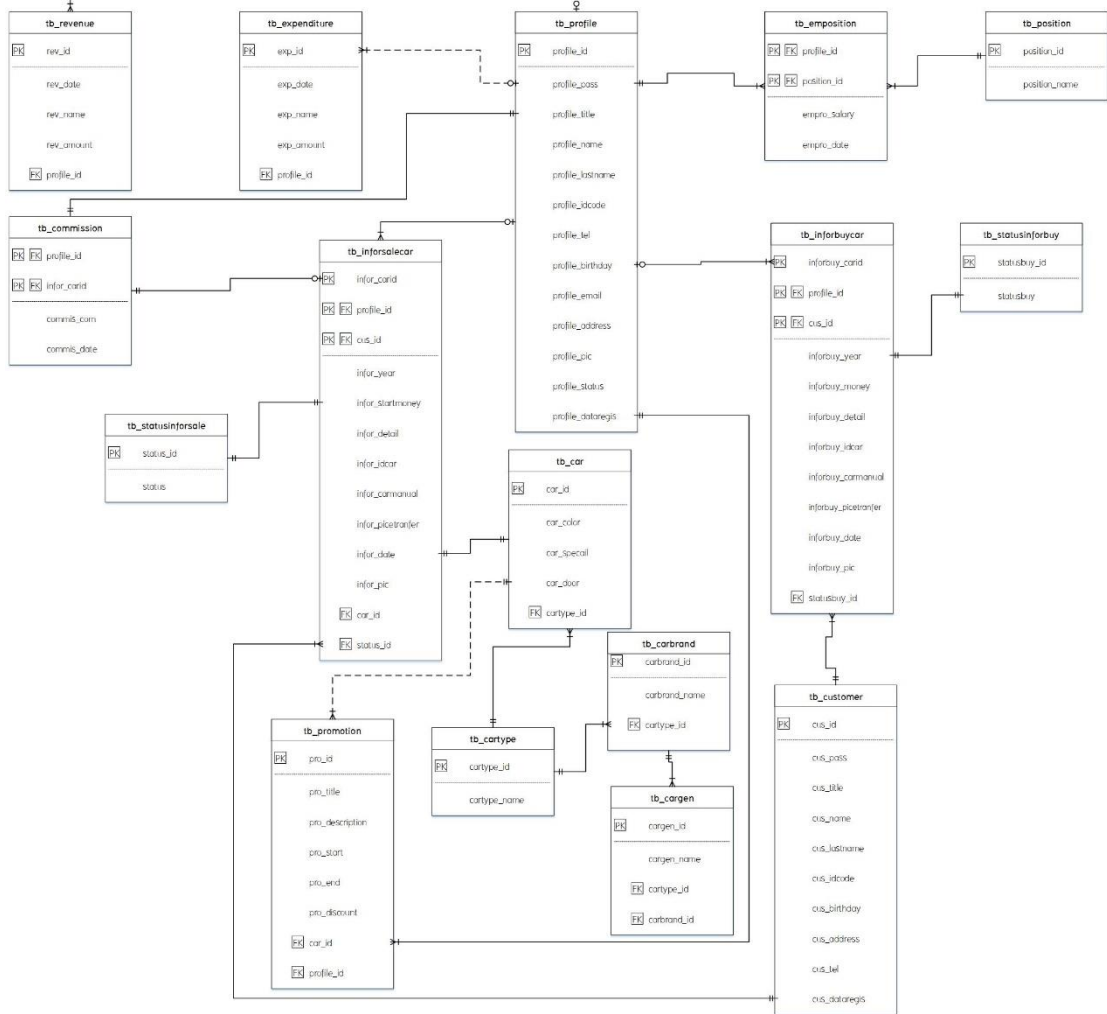 tb_revenue
PK rev_id
rev_date
rev_name
rev_amount
FK profile_id
tb_expenditure
PK exp_id
exp_date
exp_name
exp_amount
FK profile_id
tb_profile
PK profile_id
profile_pass
profile_title
profile_name
profile_lastname
profile_idcode
profile_tel
profile_birthday
profile_email
profile_address
profile_pic
profile_status
profile_dataregis
tb_emposition
PK FK profile_id
PK FK position_id
empro_salary
empro_date
tb_position
PK position_id
position_name
tb_commission
PK FK profile_id
PK FK infor_carid
commis_com
commis_date
tb_inforsalecar
PK infor_carid
PK FK profile_id
PK FK cus_id
infor_year
infor_startmoney
infor_detail
infor_idcar
infor_carmanual
infor_picetranfer
infor_date
infor_pic
FK car_id
FK status_id
tb_inforbuycar
PK inforbuy_carid
PK FK profile_id
PK FK cus_id
inforbuy_year
inforbuy_money
inforbuy_detail
inforbuy_idcar
inforbuy_carmanual
inforbuy_picetranfer
inforbuy_date
inforbuy_pic
FK statusbuy_id
tb_statusinforbuy
PK statusbuy_id
statusbuy
tb_statusinforsale
PK status_id
status
tb_car
PK car_id
car_color
car_specail
car_door
FK cartype_id
tb_carbrand
PK carbrand_id
carbrand_name
FK cartype_id
tb_customer
PK cus_id
cus_pass
cus_title
cus_name
cus_lastname
cus_idcode
cus_birthday
cus_address
cus_tel
cus_dataregis
tb_promotion
PK pro_id
pro_title
pro_description
pro_start
pro_end
pro_discount
FK car_id
FK profile_id
tb_cartype
PK cartype_id
cartype_name
tb_cargen
PK cargen_id
cargen_name
FK cartype_id
FK carbrand_id